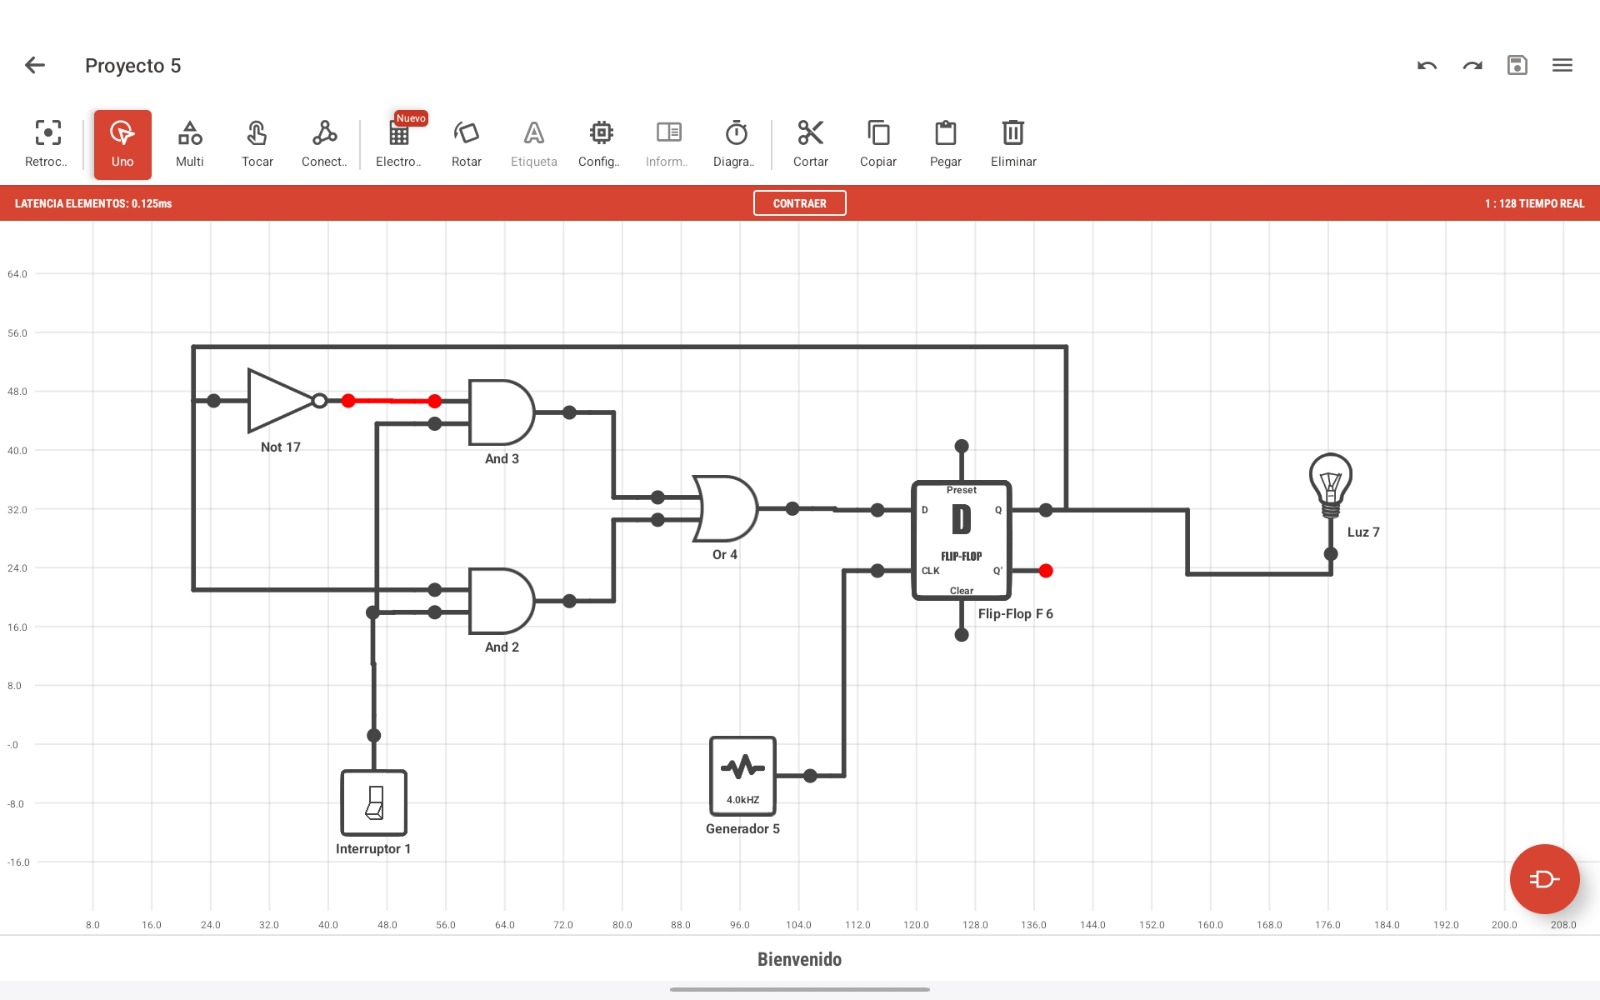 Proyecto 5
Nuevo
Retroc..
Uno
Multi
Tocar
Conect..
Electro..
Rotar
Etiqueta
Config..
Inform..
Diagra..
Cortar
Copiar
Pegar
Eliminar
LATENCIA ELEMENTOS: 0.125ms
CONTRAER
1 : 128 TIEMPO REAL
64.0
56.0
48.0
Not 17
40.0
And 3
Preset
32.0
D
Q
D
Luz 7
Or 4
FLIP-FLOP
24.0
CLK
Q'
Clear
Flip-Flop F 6
16.0
And 2
8.0
-.0
4.0kHZ
-8.0
Generador 5
Interruptor 1
-16.0
8.0 16.0 24.0 32.0 40.0 48.0 56.0 64.0 72.0 80.0 88.0 96.0 104.0 112.0 120.0 128.0 136.0 144.0 152.0 160.0 168.0 176.0 184.0 192.0 200.0 208.0
Bienvenido